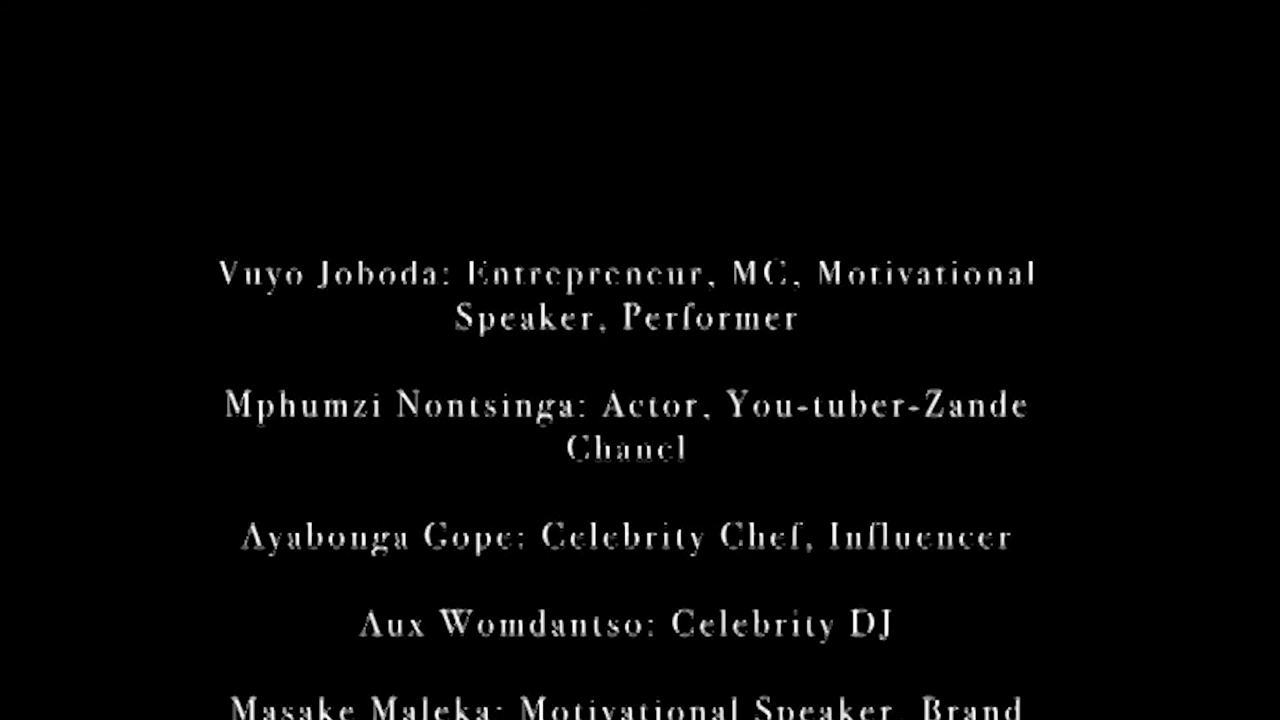 Vuyo Joboda: Entrepreneur, MC, Motivational
Speaker, Performer
Mphumzi Nontsinga: Actor, You-tuber-Zande
Chanel
Ayabonga Gope: Celebrity Chef, Influencer
Aux Womdantso: Celebrity DJ
Masake Maleka: Motivational Speaker, Brand